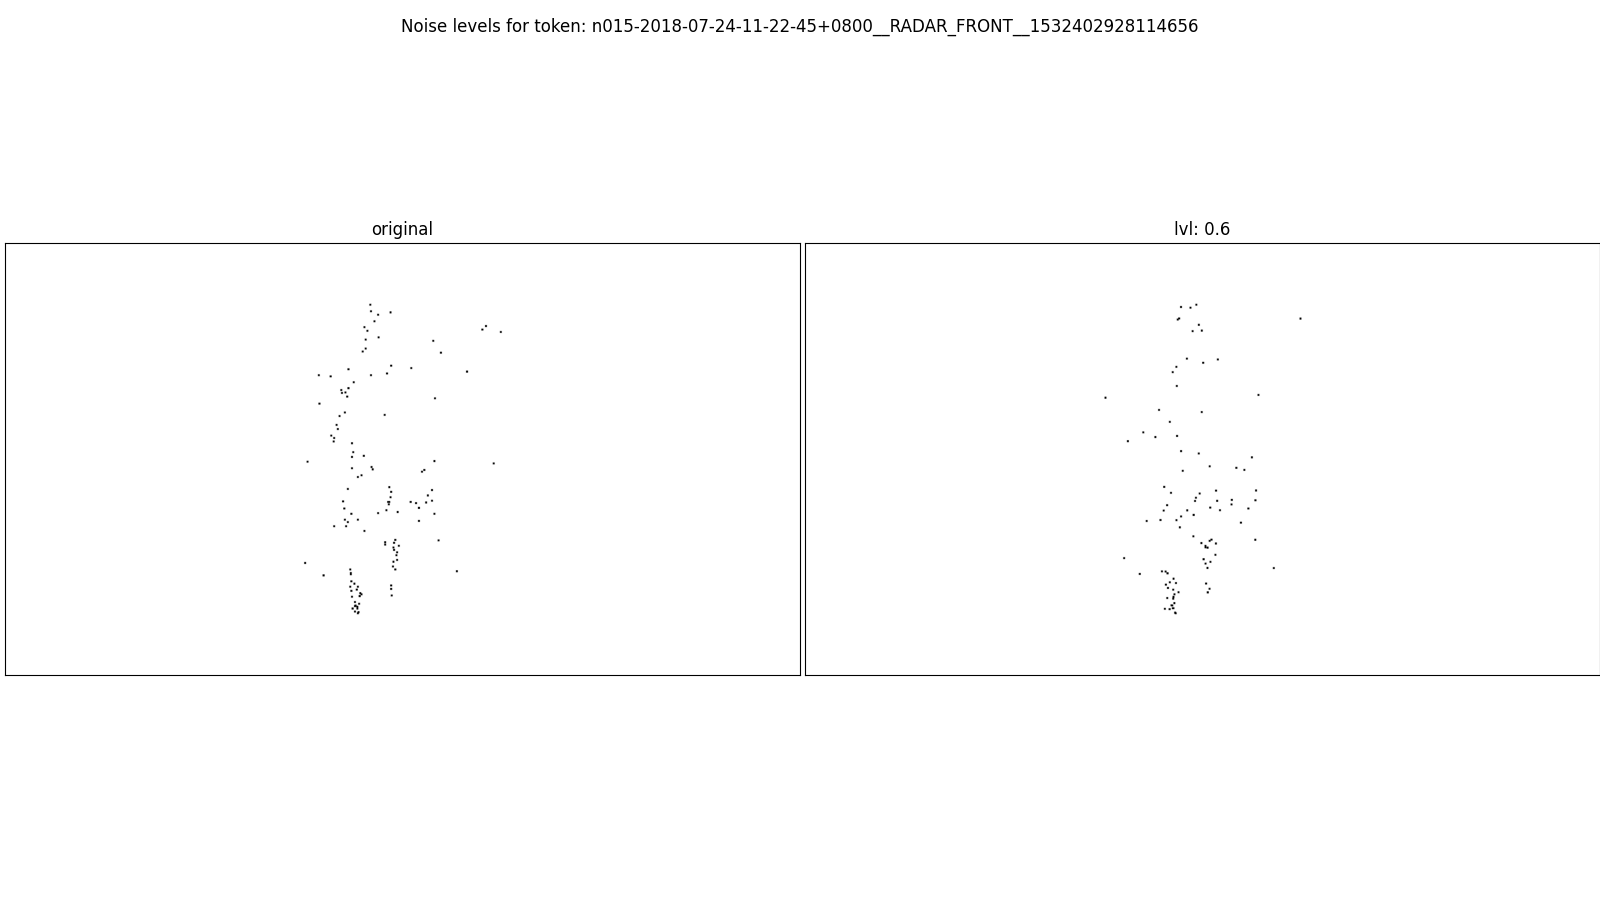 Noise levels for token: n015-2018-07-24-11-22-45+0800__RADAR_FRONT__1532402928114656
original
lvl: 0.6